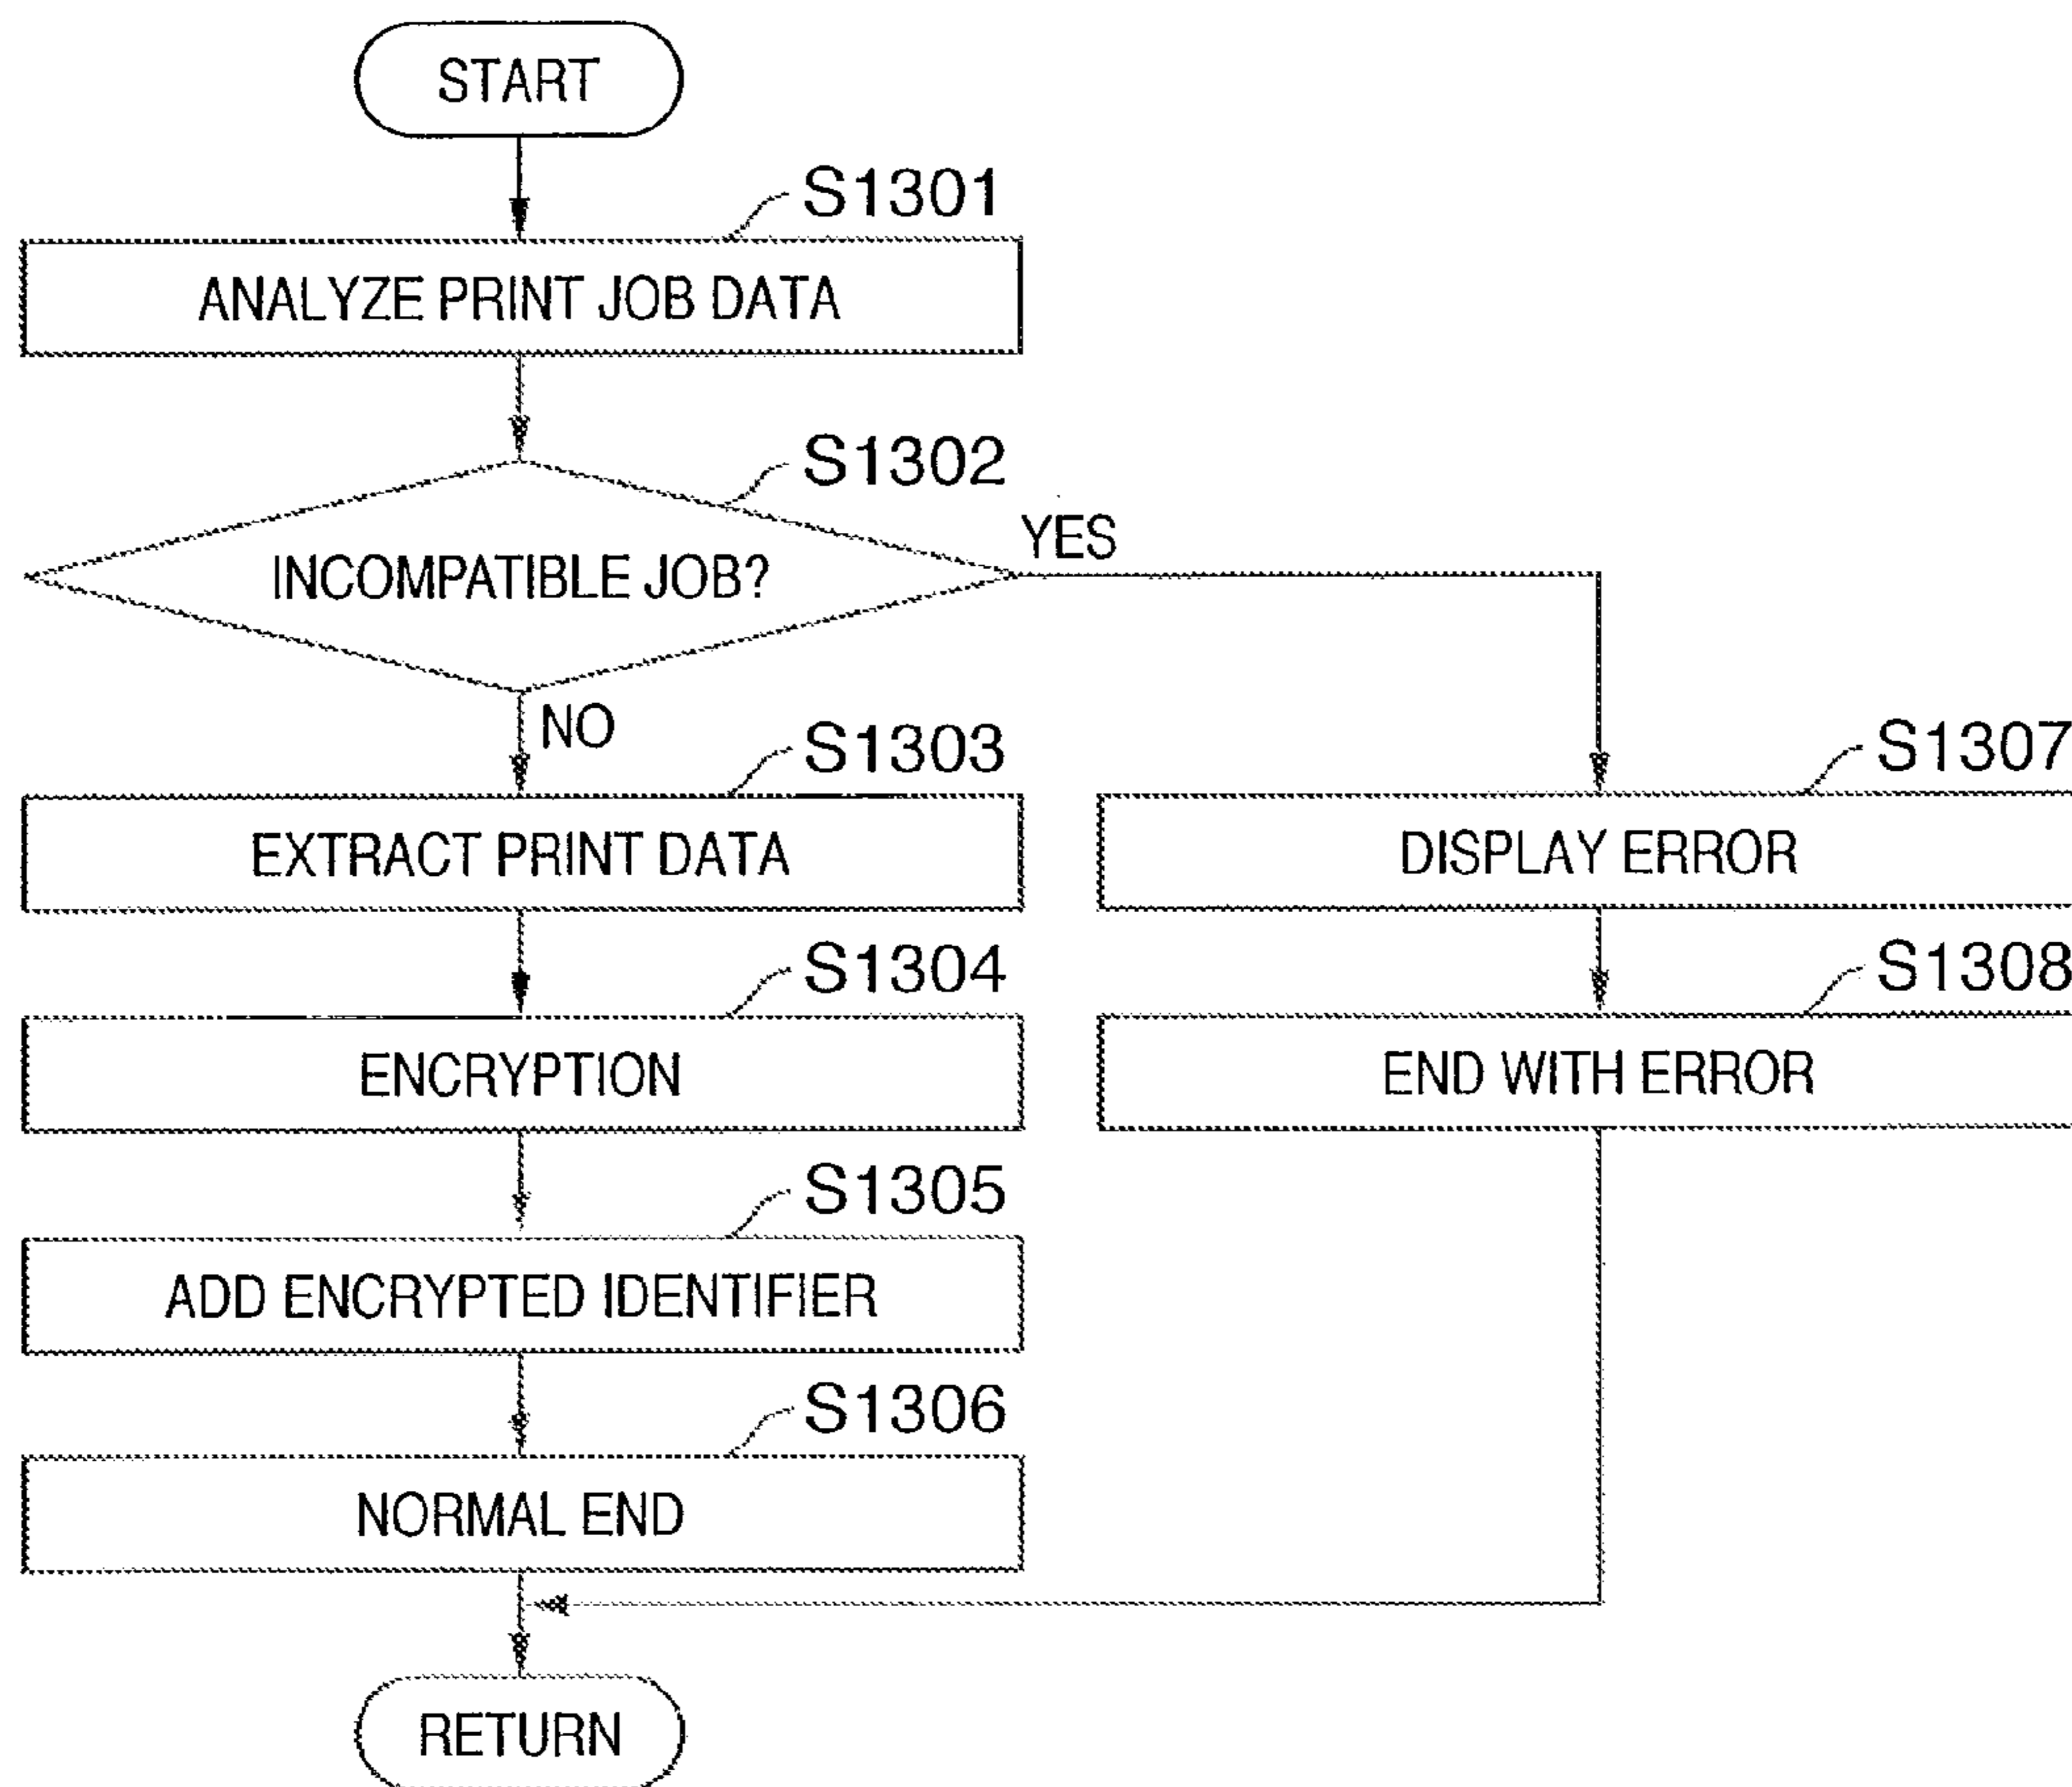 START
S1301
ANALYZE PRINT JOB DATA
S1302
INCOMPATIBLE JOB?
YES
NO
S1303
EXTRACT PRINT DATA
S1307
DISPLAY ERROR
S1304
ENCRYPTION
S1308
END WITH ERROR
S1305
ADD ENCRYPTED IDENTIFIER
S1306
NORMAL END
RETURN